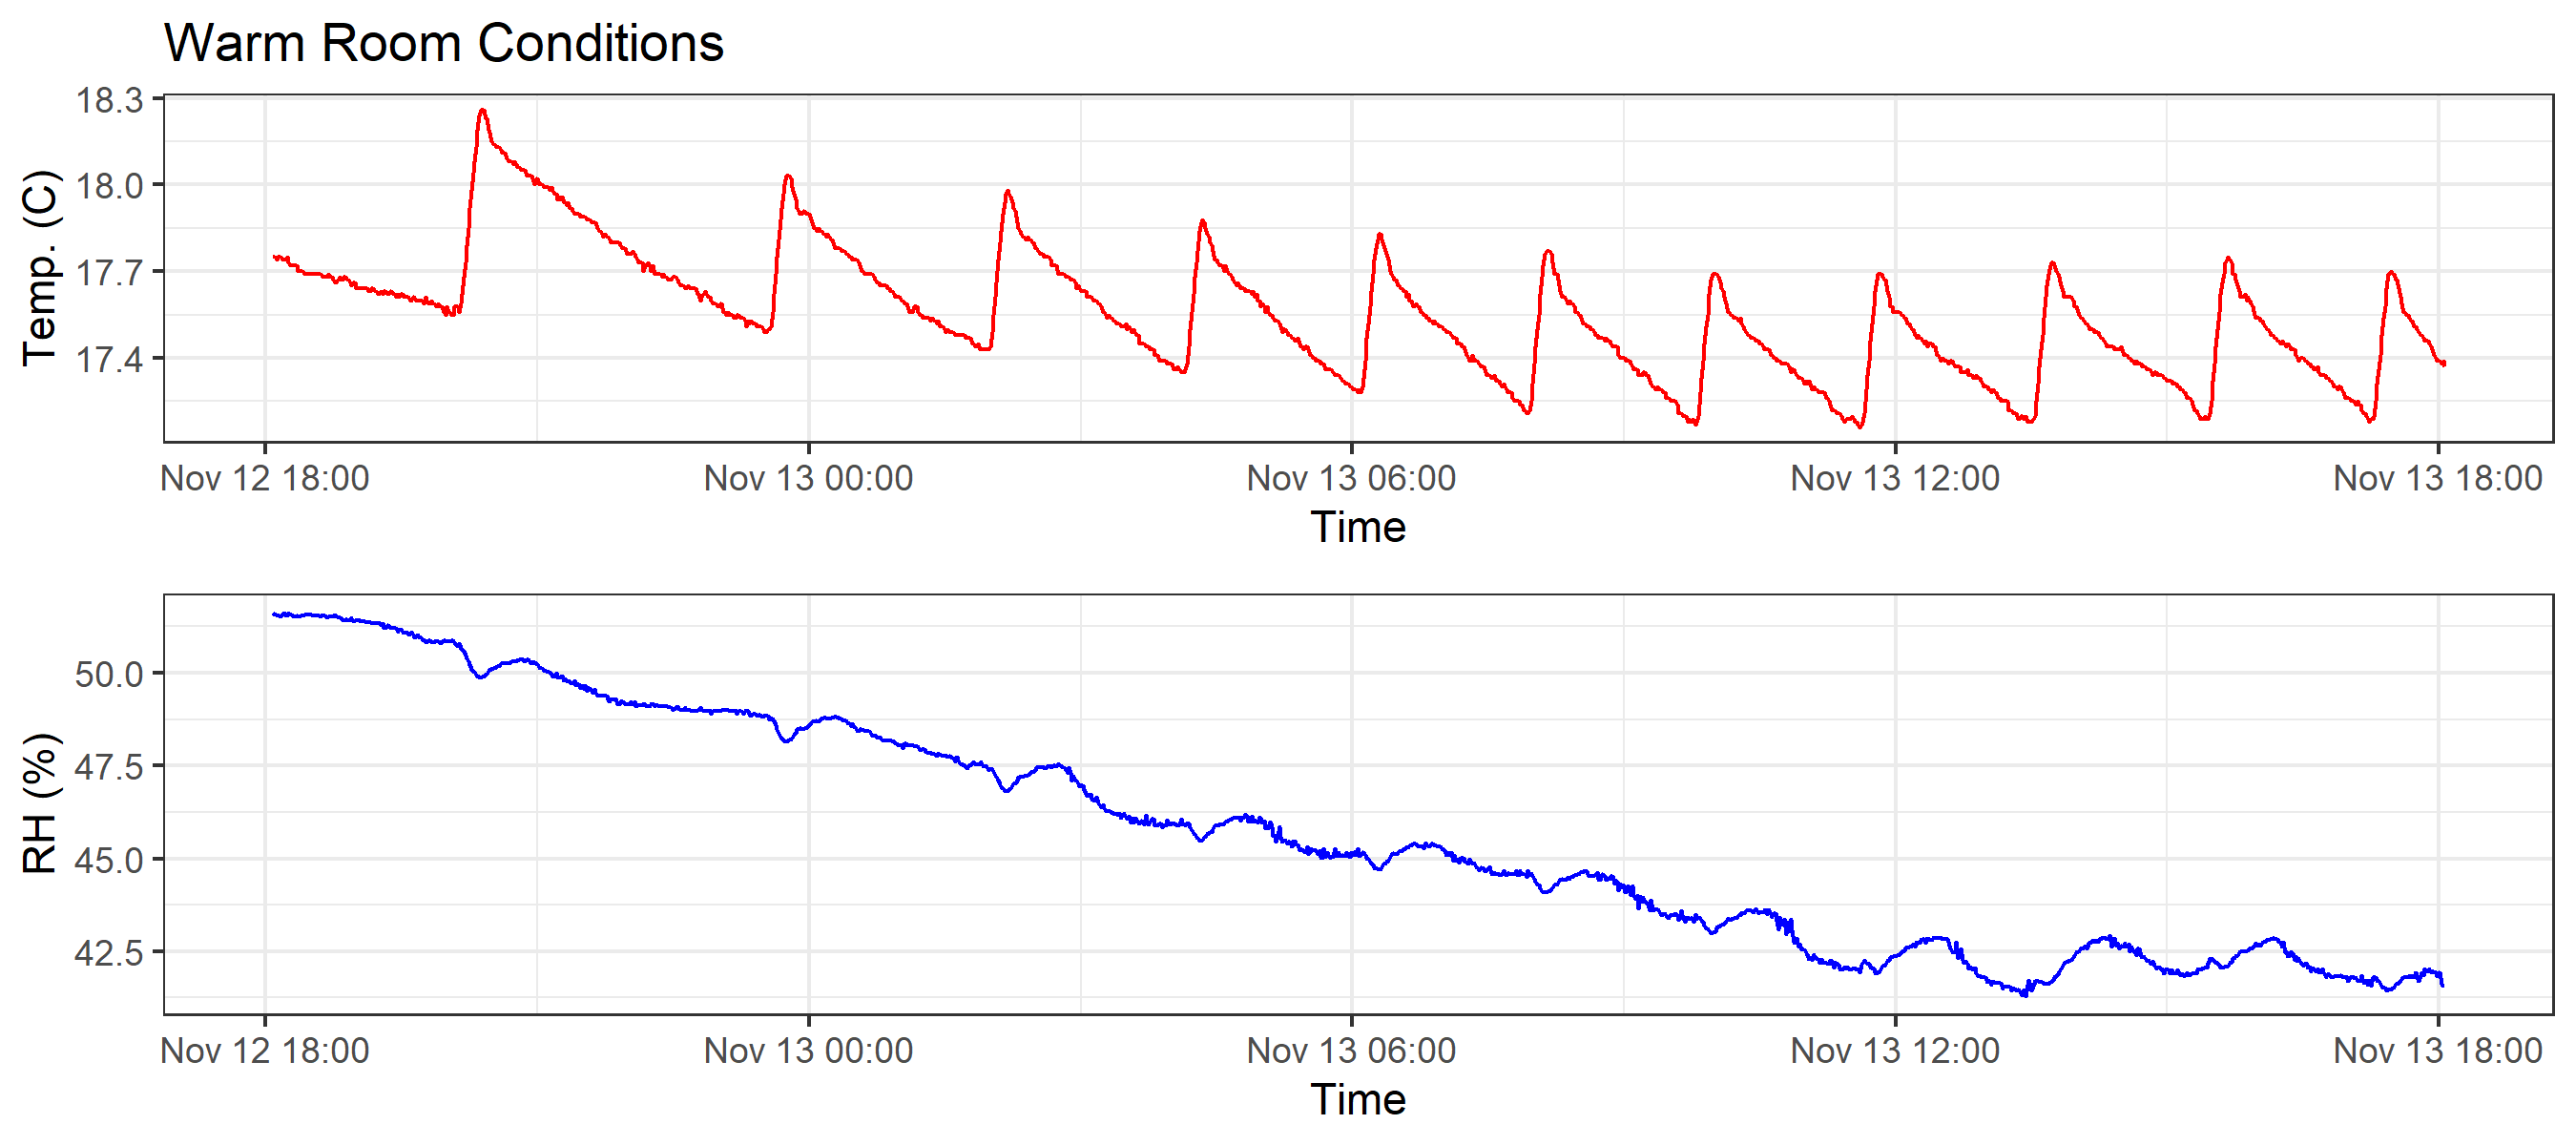 Warm Room Conditions
Temp. (C)
18.3
18.0
17.7
17.4
Nov 12 18:00 Nov 13 00:00 Nov 13 06:00 Nov 13 12:00 Nov 13 18:00
Time
RH (%)
50.0
47.5
45.0
42.5
Nov 12 18:00 Nov 13 00:00 Nov 13 06:00 Nov 13 12:00 Nov 13 18:00
Time